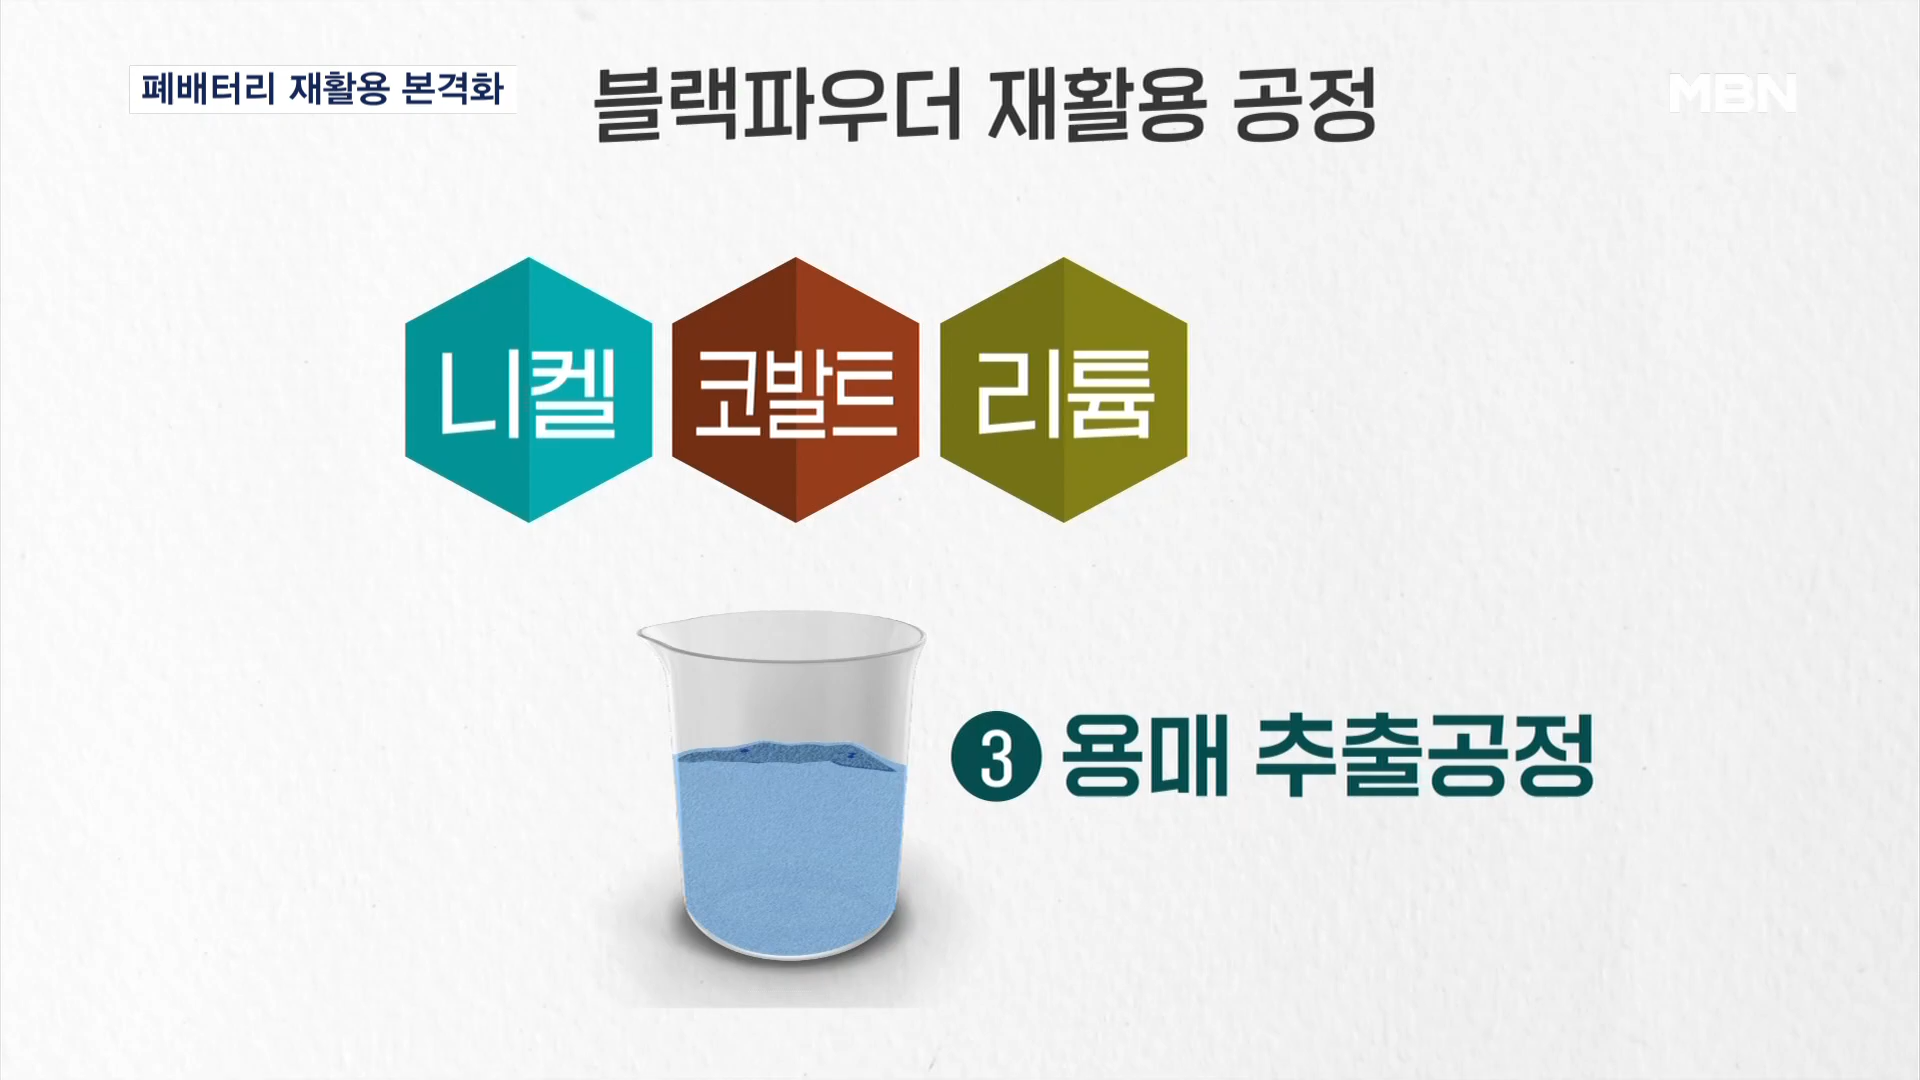 폐배터리 재활용 본격화
블랙파우더 재활용 공정
MBN
니켈
코발트
리튬
3 용매 추출공정